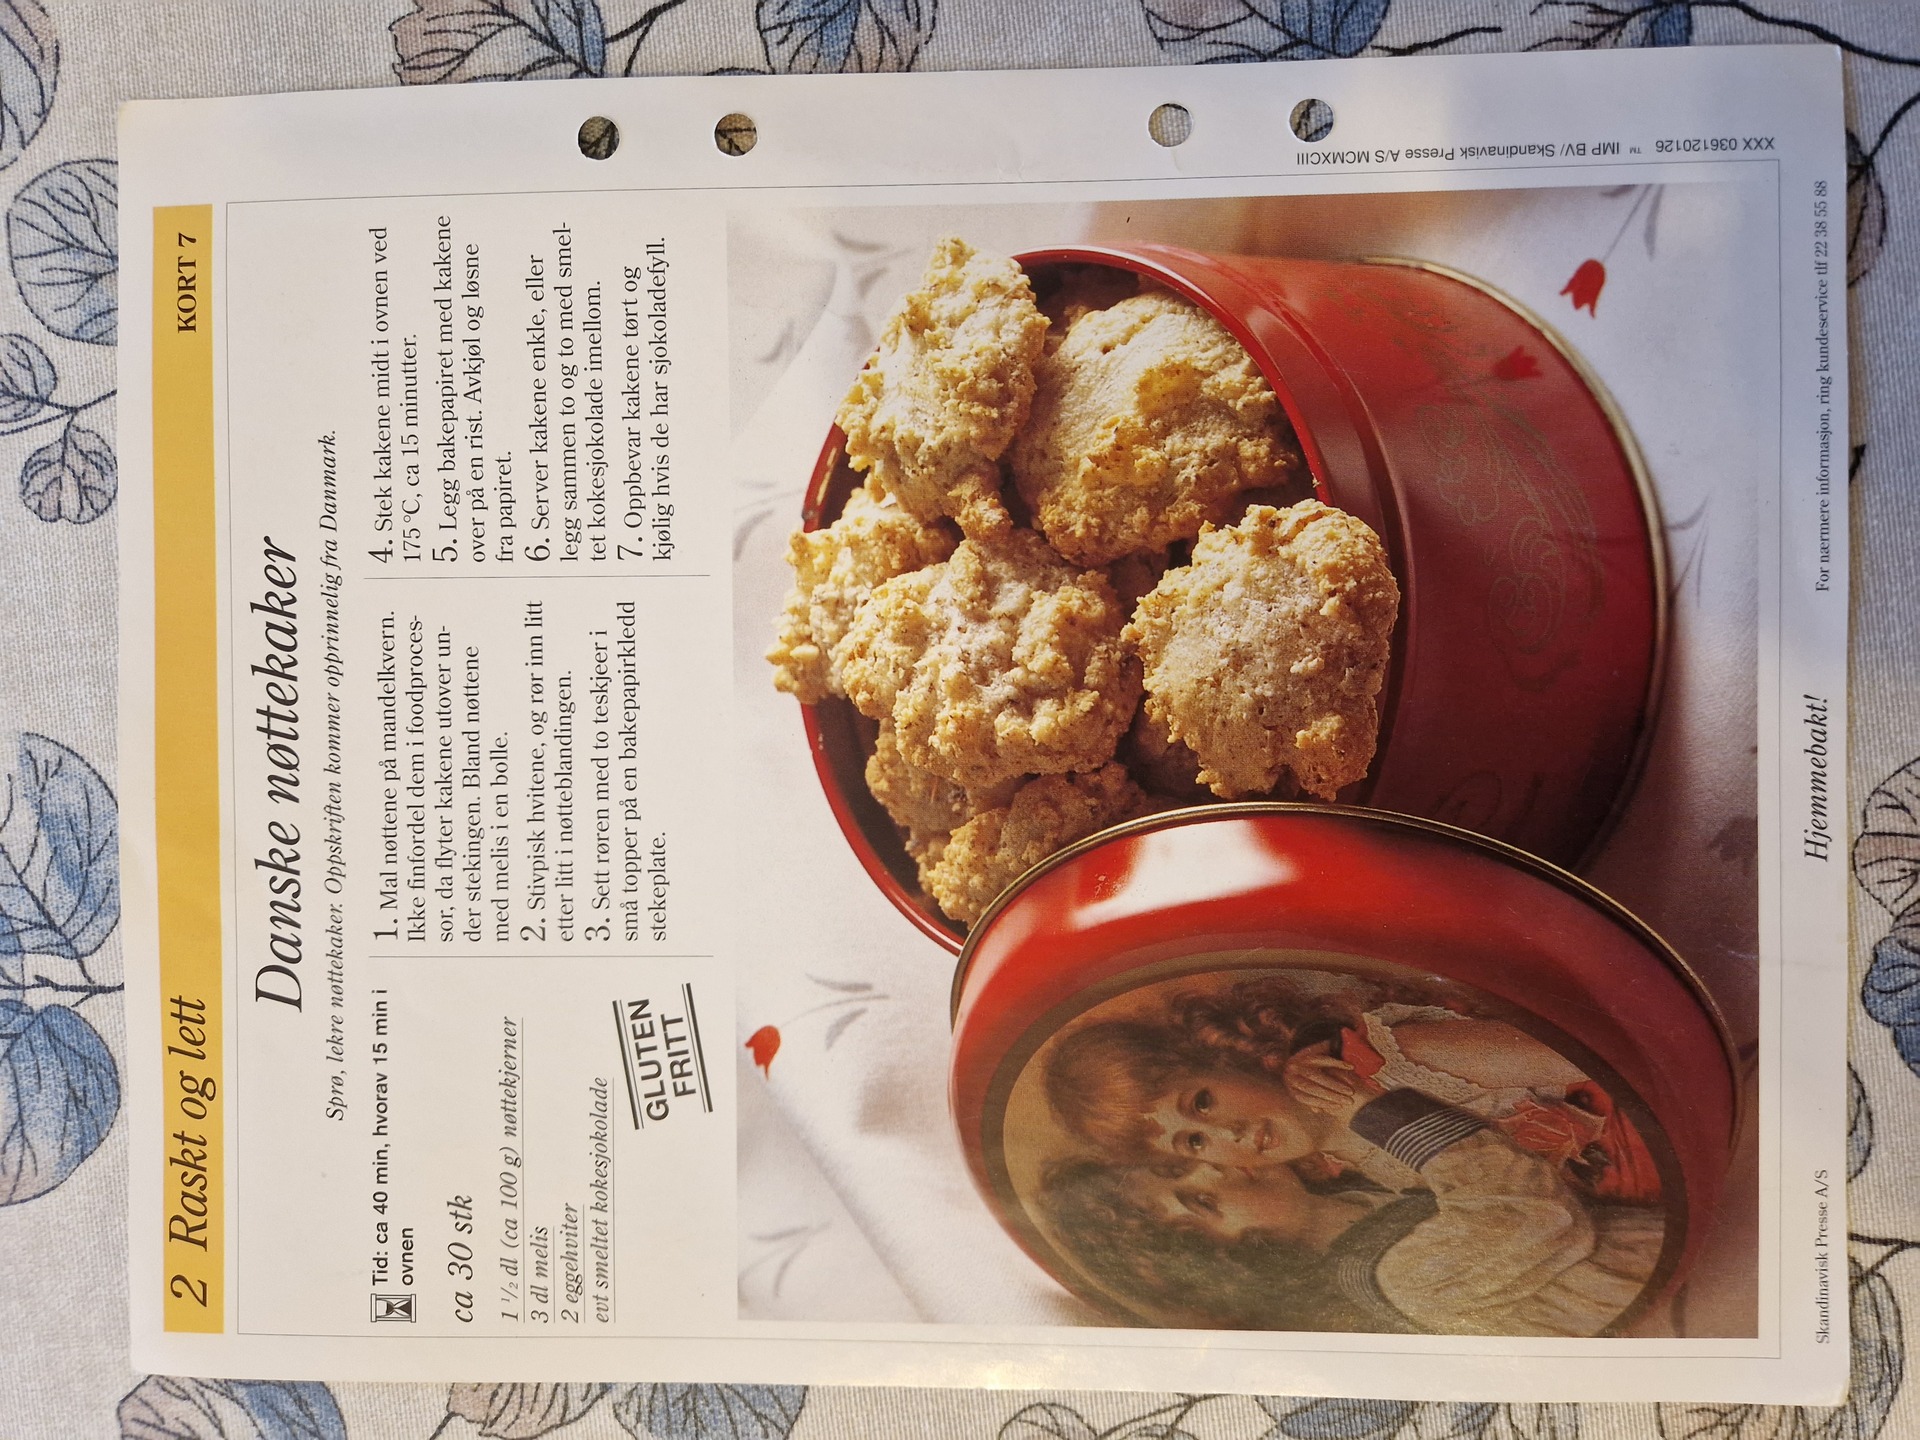 2 Raskt og lett
KORT 7
Danske nøttekaker
Sprø, lekre nøttekaker. Oppskriften kommer opprinnelig fra Danmark.
Tid: ca 40 min, hvorav 15 min i
ovnen
ca 30 stk
1 1/2 dl (ca 100 g) nøttekjerner
3 dl melis
2 eggehviter
evt smeltet kokesjokolade
GLUTEN
FRITT
1. Mal nøttene på mandelkvern.
Ikke finfordel dem i foodproces-
sor, da flyter kakene utover un-
der stekingen. Bland nøttene
med melis i en bolle.
2. Stivpisk hvitene, og rør inn litt
etter litt i nøtteblandingen.
3. Sett røren med to teskjeer i
små topper på en bakepapirkledd
stekeplate.
4. Stek kakene midt i ovnen ved
175 °C, ca 15 minutter.
5. Legg bakepapiret med kakene
over på en rist. Avkjøl og løsne
fra papiret.
6. Server kakene enkle, eller
legg sammen to og to med smel-
tet kokesjokolade imellom.
7. Oppbevar kakene tørt og
kjølig hvis de har sjokoladefyll.
XXX 036120126 ™ IMP BV/ Skandinavisk Presse A/S MCMXCIII
Skandinavisk Presse A/S
Hjemmebakt!
For nærmere informasjon, ring kundeservice tlf 22 38 55 88